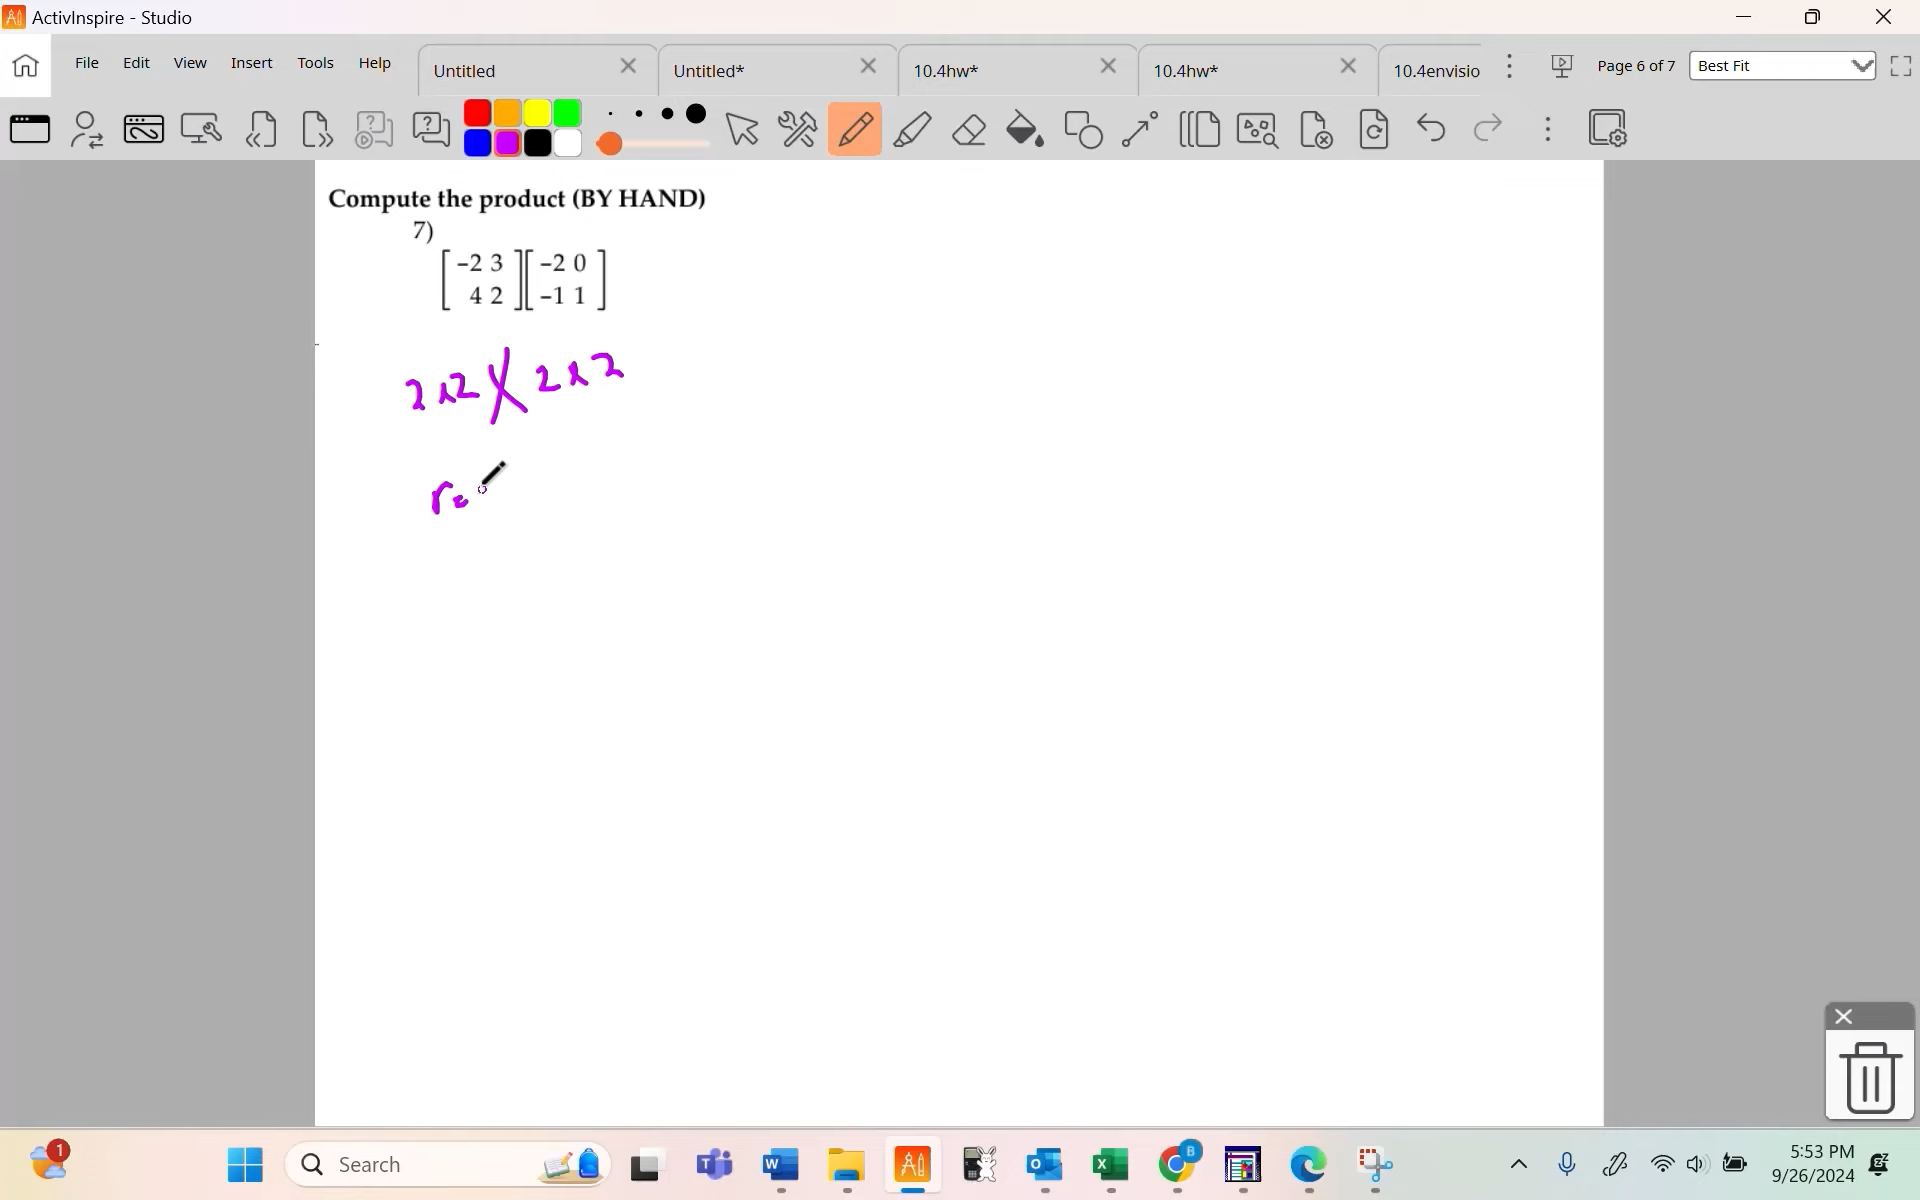 ActivInspire - Studio
File Edit View Insert Tools Help Untitled Untitled* 10.4hw* 10.4hw* 10.4envisio Page 6 of 7 Best Fit
Compute the product (BY HAND)
7)
-2 3 -2 0
4 2 -1 1
2x2 X 2x2
r=
1 Search 5:53 PM
9/26/2024